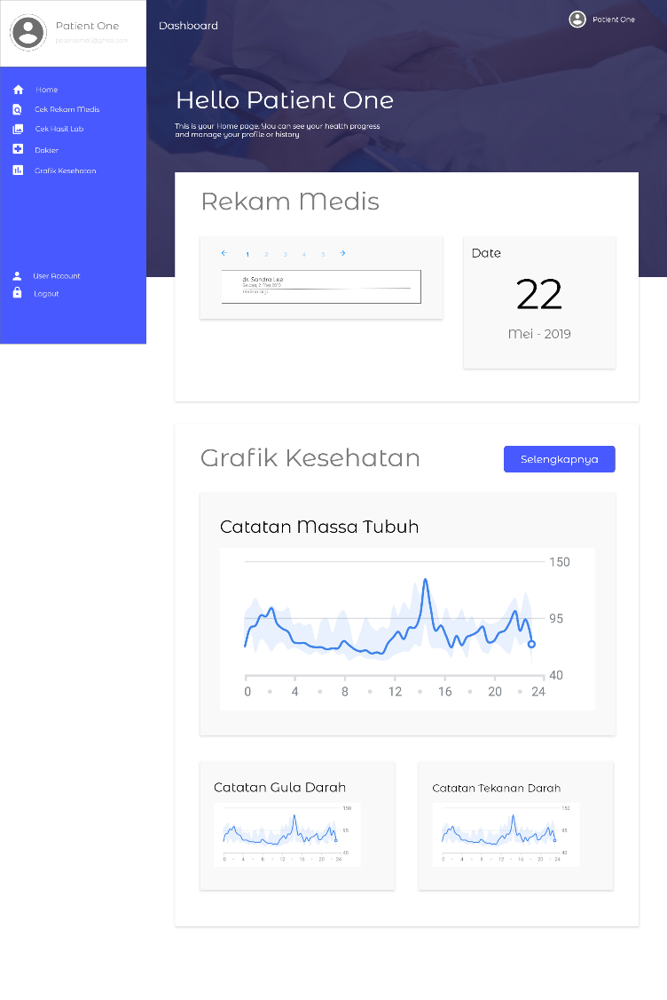 Patient One
patientemail@gmail.com
Home
Cek Rekam Medis
Cek Hasil Lab
Dokter
Grafik Kesehatan
User Account
Logout
Dashboard
Patient One
Hello Patient One
This is your Home page. You can see your health progress
and manage your profile or history
Rekam Medis
1 2 3 4 5
dr. Sandra Lee
Selasa, 2 Mei 2019
Periksa Gigi
Date
22
Mei - 2019
Grafik Kesehatan
Selengkapnya
Catatan Massa Tubuh
150
95
40
0 4 8 12 16 20 24
Catatan Gula Darah
150
95
40
0 4 8 12 16 20 24
Catatan Tekanan Darah
150
95
40
0 4 8 12 16 20 24